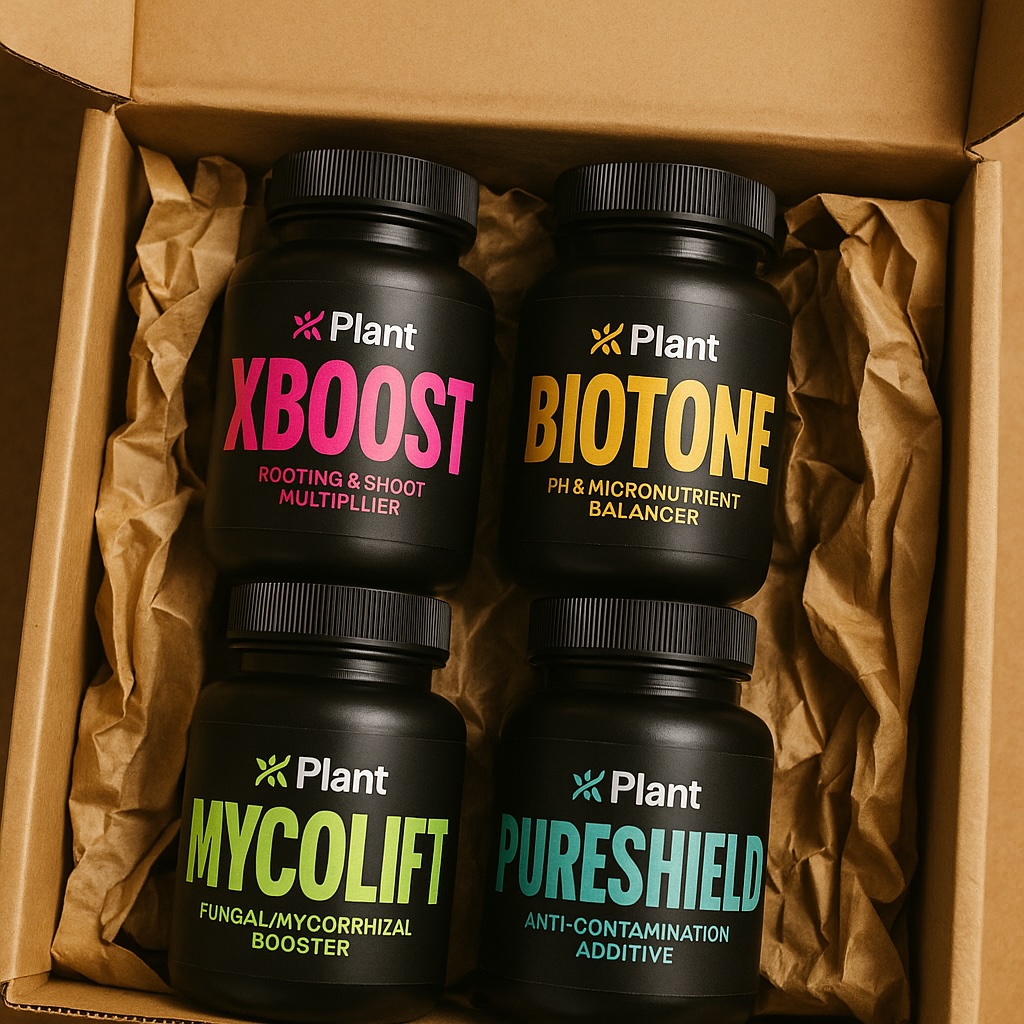 Plant
XBOOST
ROOTING & SHOOT
MULTIPLLIER
Plant
BIOTONE
PH & MICRONUTRIENT
BALANCER
Plant
MYCOLIFT
FUNGAL/MYCORRHIZAL
BOOSTER
Plant
PURESHIELD
ANTI-CONTAMINATION
ADDITIVE